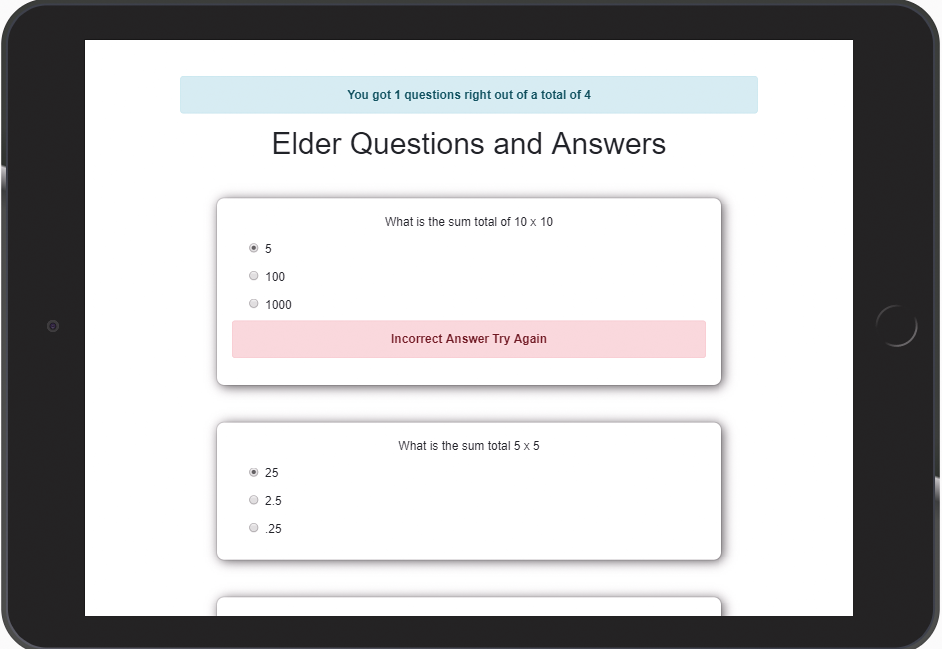 You got 1 questions right out of a total of 4
Elder Questions and Answers
What is the sum total of 10 x 10
5
100
1000
Incorrect Answer Try Again
What is the sum total 5 x 5
25
2.5
.25